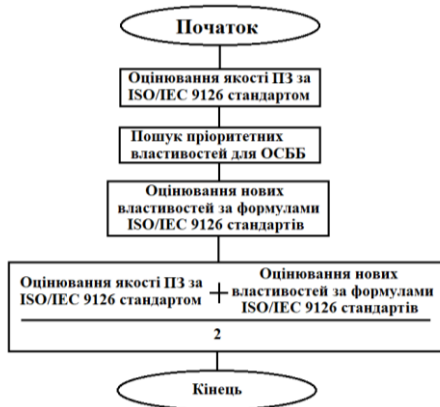 Початок
Оцінювання якості ПЗ за
ISO/IEC 9126 стандартом
Пошук пріоритетних
властивостей для ОСББ
Оцінювання нових
властивостей за формулами
ISO/IEC 9126 стандартів
Оцінювання якості ПЗ за
ISO/IEC 9126 стандартом
+
Оцінювання нових
властивостей за формулами
ISO/IEC 9126 стандартів
2
Кінець